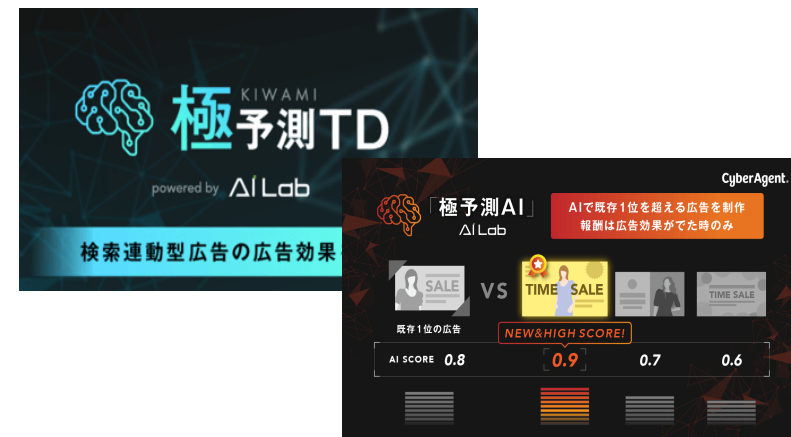 KIWAMI
極予測TD
powered by AI Lab
検索連動型広告の広告効果
CyberAgent.
「極予測AI」
AI Lab
AIで既存1位を超える広告を制作
報酬は広告効果がでた時のみ
SALE
VS
TIME SALE
TIME SALE
既存1位の広告
NEW&HIGH SCORE!
AI SCORE 0.8 0.9 0.7 0.6